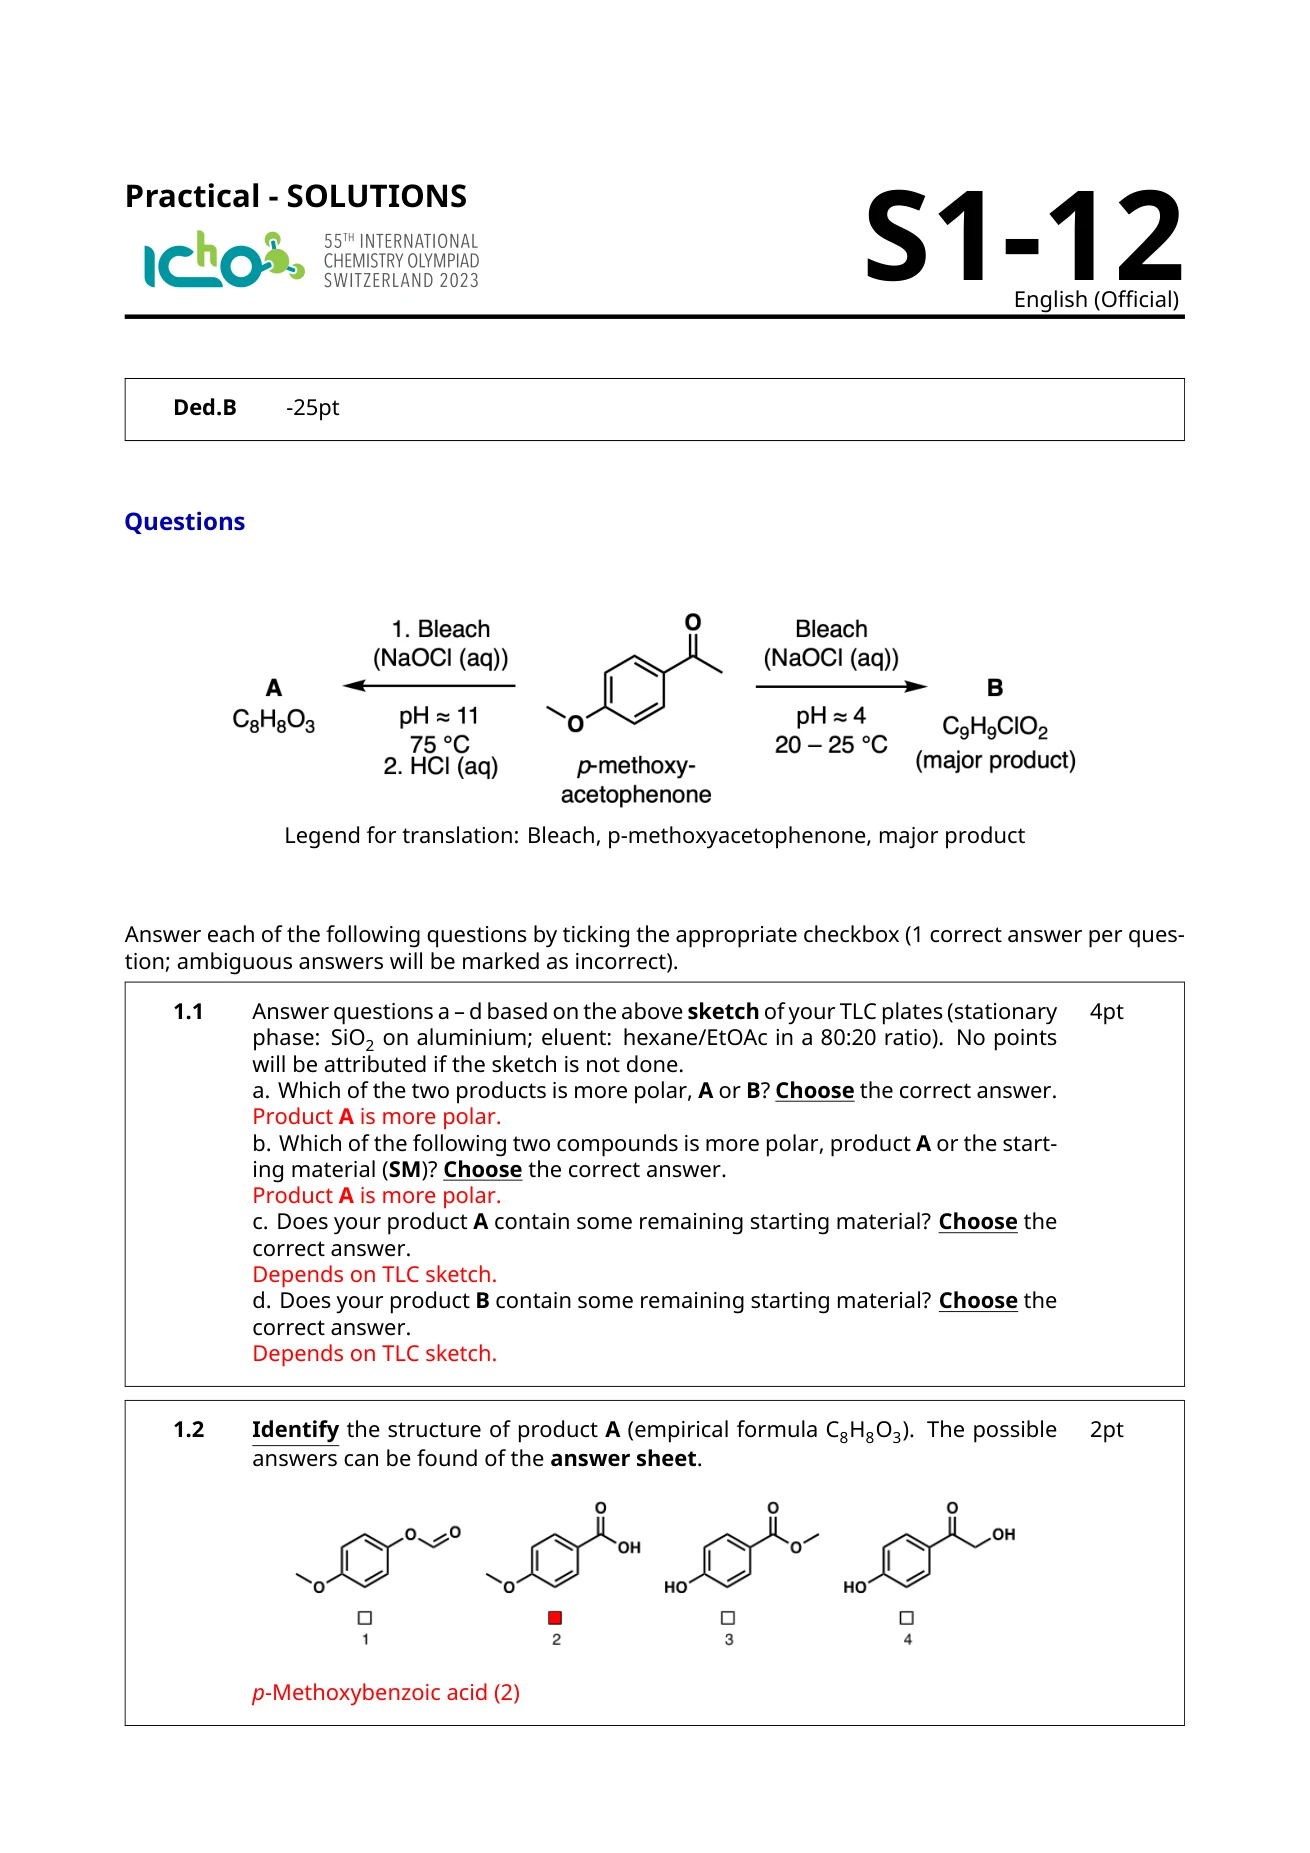 Practical - SOLUTIONS
S1-12
IChO
55TH INTERNATIONAL
CHEMISTRY OLYMPIAD
SWITZERLAND 2023
English (Official)
Ded.B -25pt
Questions
1. Bleach
(NaOCl (aq))
A
C8H8O3
pH ≈ 11
75 °C
2. HCl (aq)
O
O
p-methoxy-
acetophenone
Bleach
(NaOCl (aq))
pH ≈ 4
20 – 25 °C
B
C9H9ClO2
(major product)
Legend for translation: Bleach, p-methoxyacetophenone, major product
Answer each of the following questions by ticking the appropriate checkbox (1 correct answer per ques-
tion; ambiguous answers will be marked as incorrect).
1.1 Answer questions a – d based on the above sketch of your TLC plates (stationary 4pt
phase: SiO2 on aluminium; eluent: hexane/EtOAc in a 80:20 ratio). No points
will be attributed if the sketch is not done.
a. Which of the two products is more polar, A or B? Choose the correct answer.
Product A is more polar.
b. Which of the following two compounds is more polar, product A or the start-
ing material (SM)? Choose the correct answer.
Product A is more polar.
c. Does your product A contain some remaining starting material? Choose the
correct answer.
Depends on TLC sketch.
d. Does your product B contain some remaining starting material? Choose the
correct answer.
Depends on TLC sketch.
1.2 Identify the structure of product A (empirical formula C8H8O3). The possible 2pt
answers can be found of the answer sheet.
O O O
O O OH
OH O
O O HO HO
1 2 3 4
p-Methoxybenzoic acid (2)